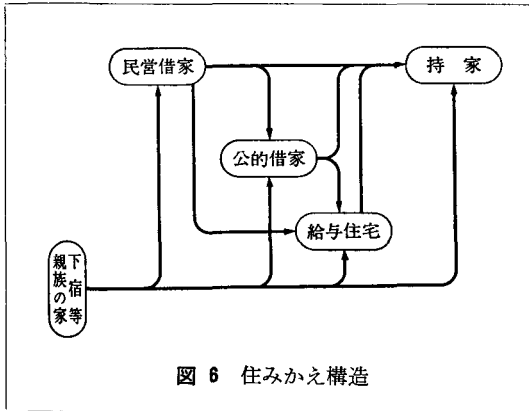 民営借家
持 家
公的借家
給与住宅
下宿等
親族の家
図 6 住みかえ構造